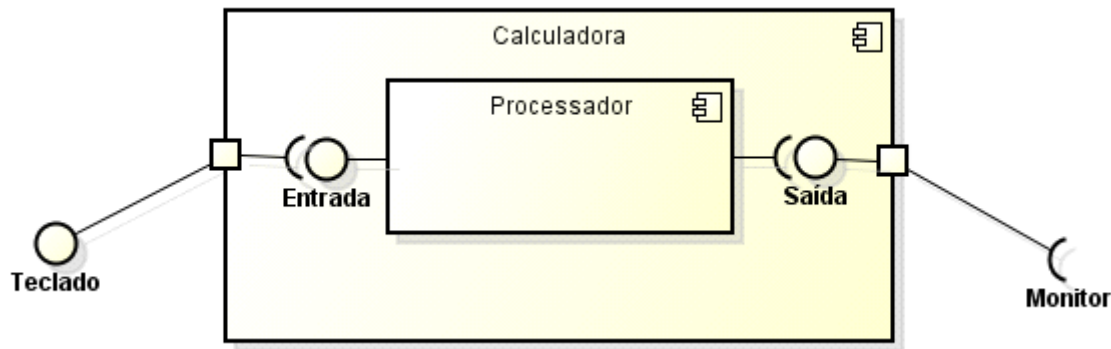 Calculadora
Processador
Entrada
Saída
Teclado
Monitor